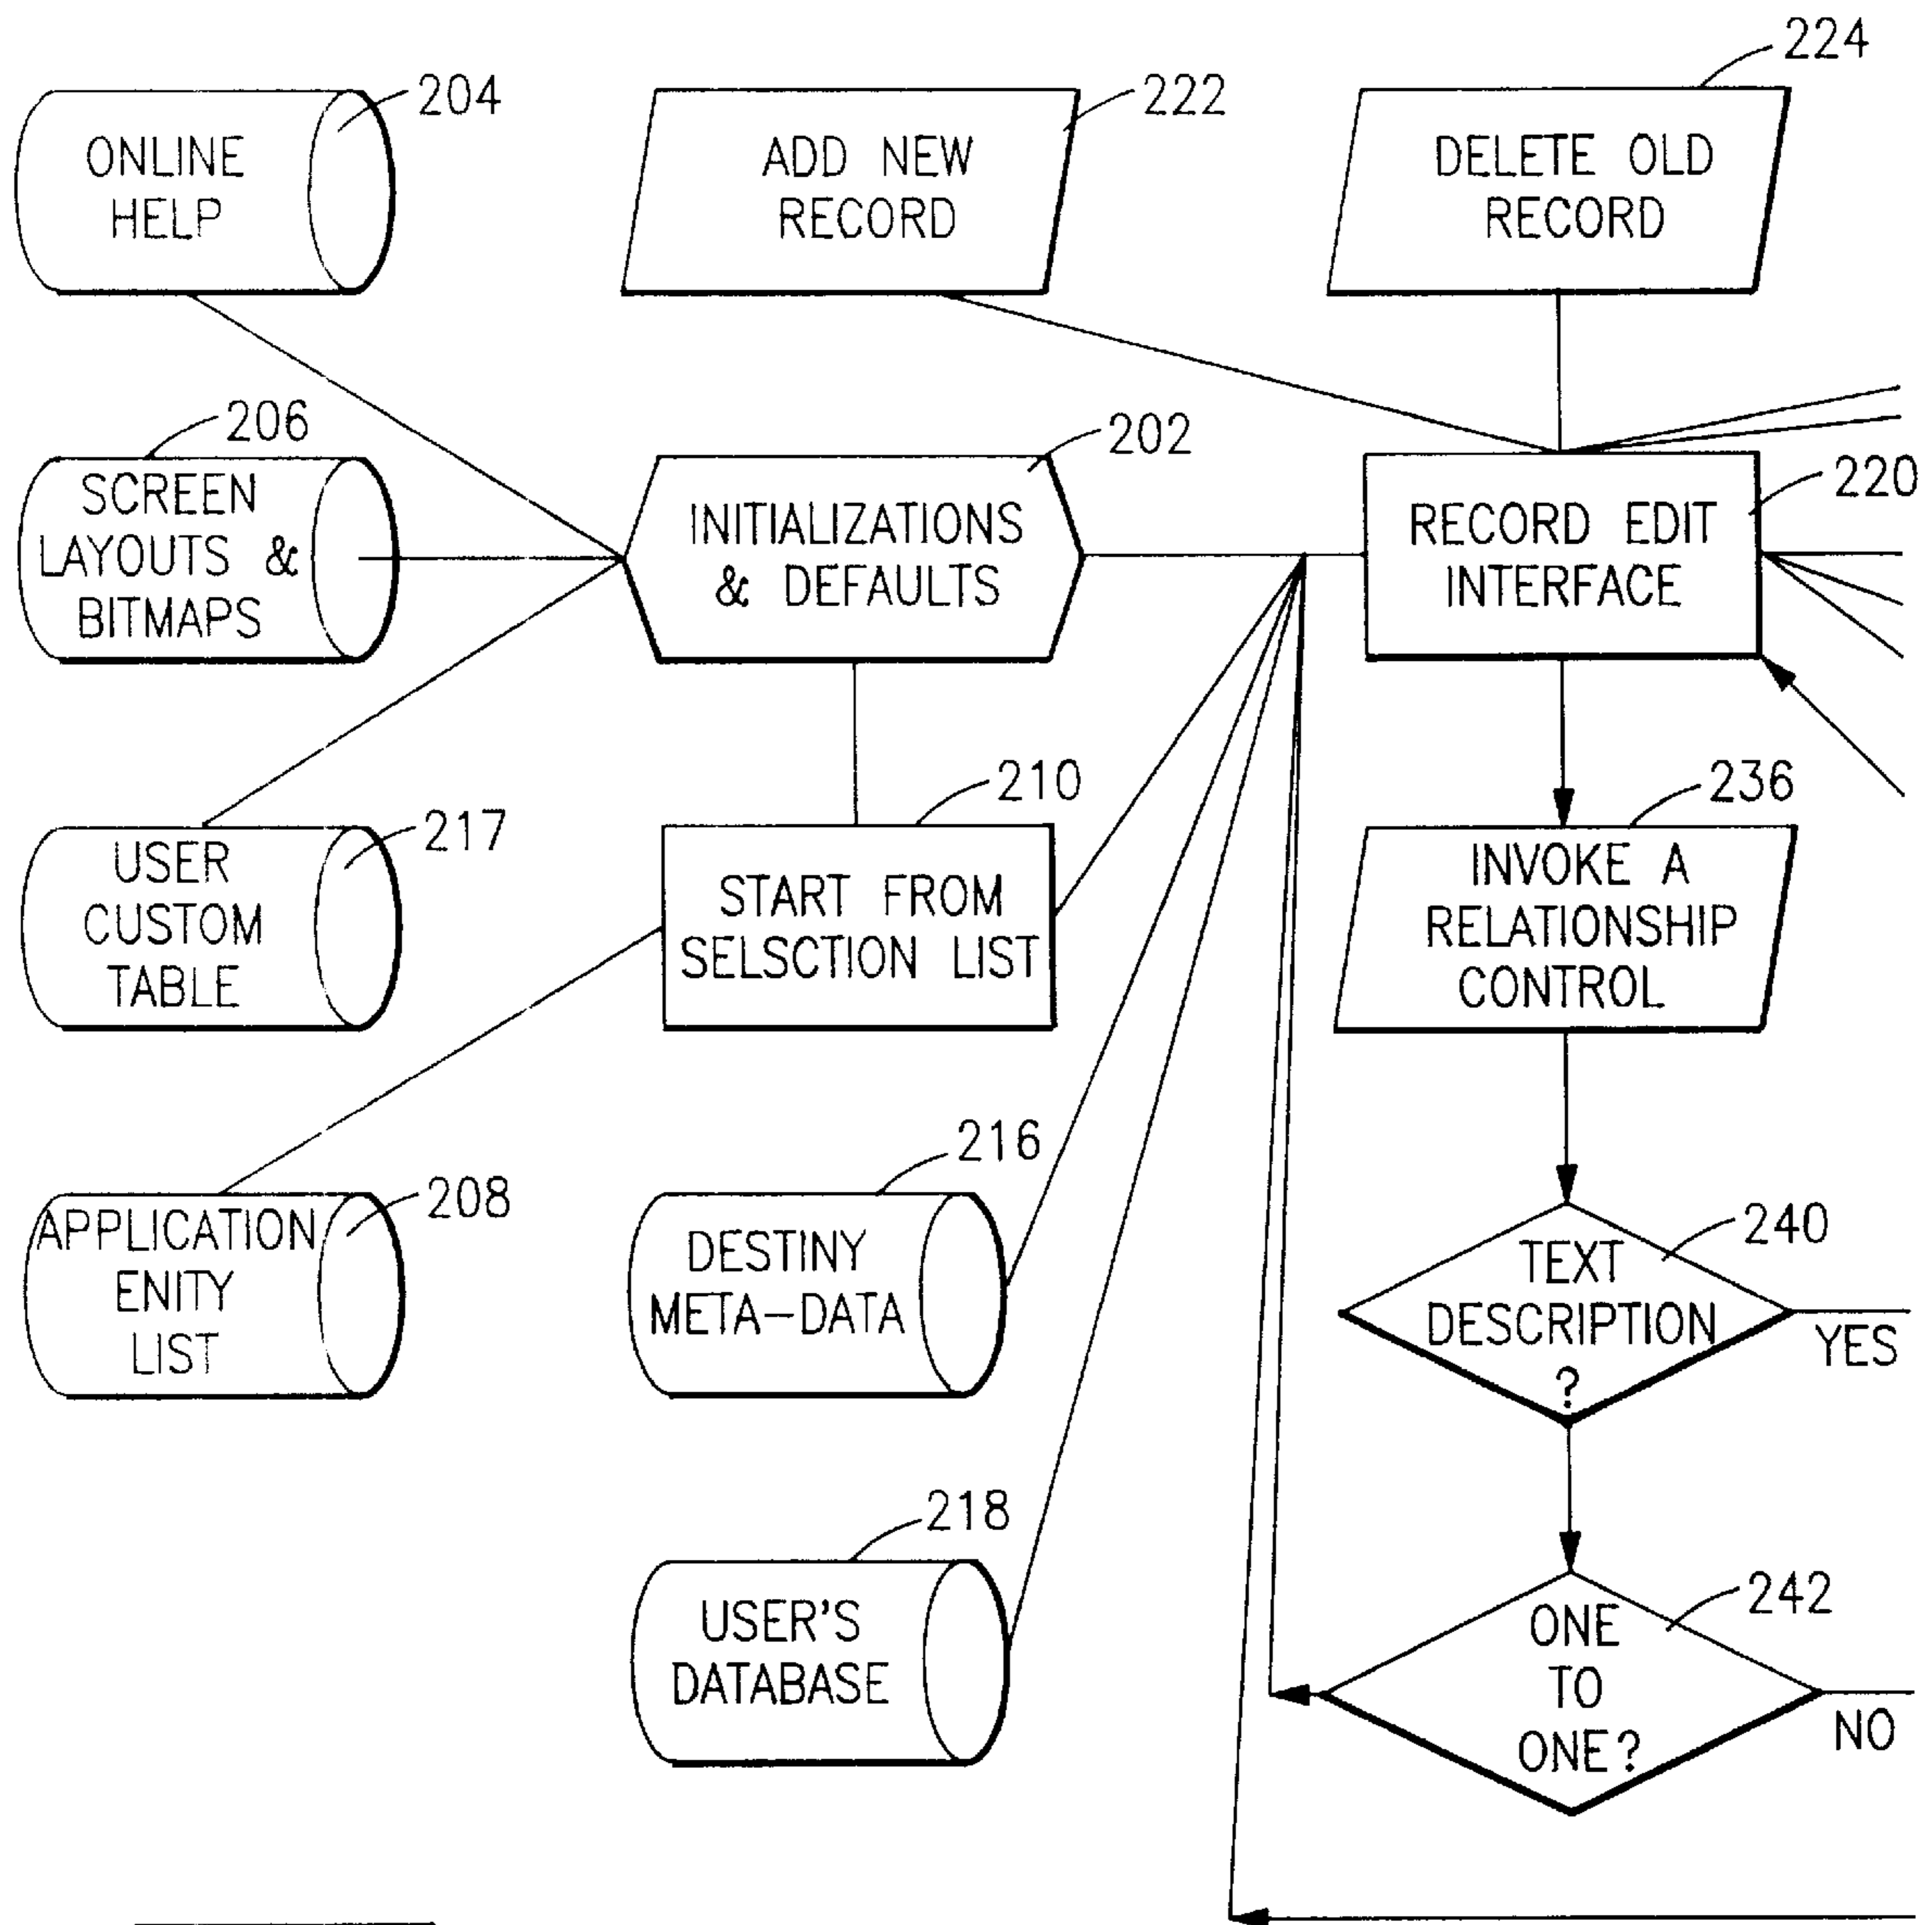 224
204
222
ONLINE
HELP
ADD NEW
RECORD
DELETE OLD
RECORD
206
202
220
SCREEN
LAYOUTS &
BITMAPS
INITIALIZATIONS
& DEFAULTS
RECORD EDIT
INTERFACE
217
210
236
USER
CUSTOM
TABLE
START FROM
SELSCTION LIST
INVOKE A
RELATIONSHIP
CONTROL
208
216
240
APPLICATION
ENITY
LIST
DESTINY
META-DATA
TEXT
DESCRIPTION
?
YES
218
242
USER'S
DATABASE
ONE
TO
ONE?
NO